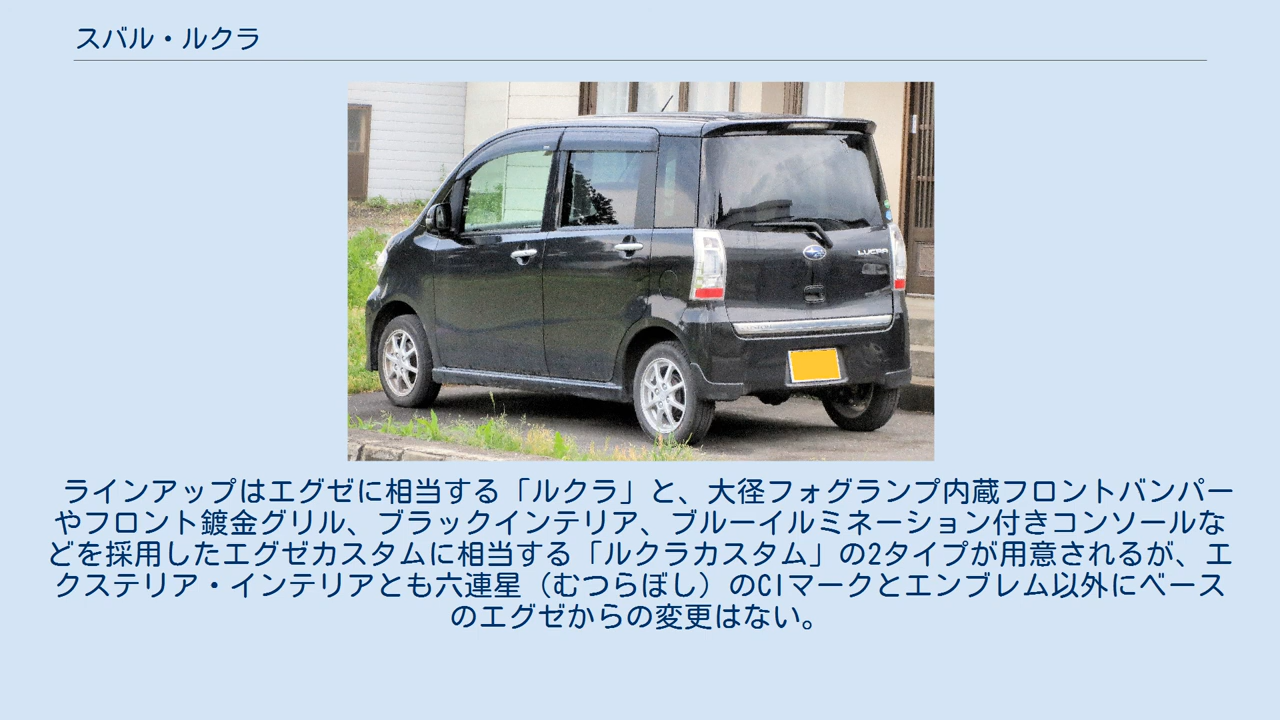 スバル・ルクラ
LUCRA
ラインアップはエグゼに相当する「ルクラ」と、大径フォグランプ内蔵フロントバンパー
やフロント鍍金グリル、ブラックインテリア、ブルーイルミネーション付きコンソールな
どを採用したエグゼカスタムに相当する「ルクラカスタム」の2タイプが用意されるが、エ
クステリア・インテリアとも六連星（むつらぼし）のCIマークとエンブレム以外にベース
のエグゼからの変更はない。